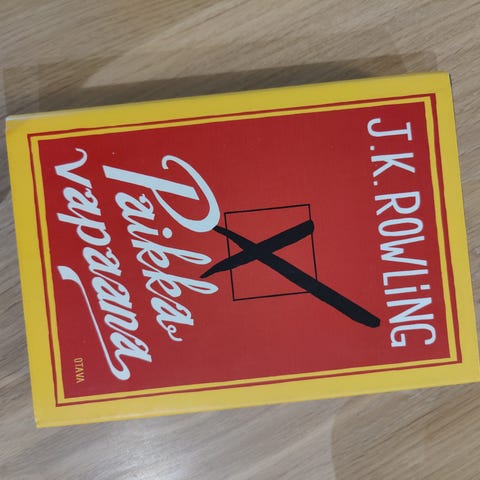 J.K. ROWLiNG
Paikka
vapaana
OTAVA